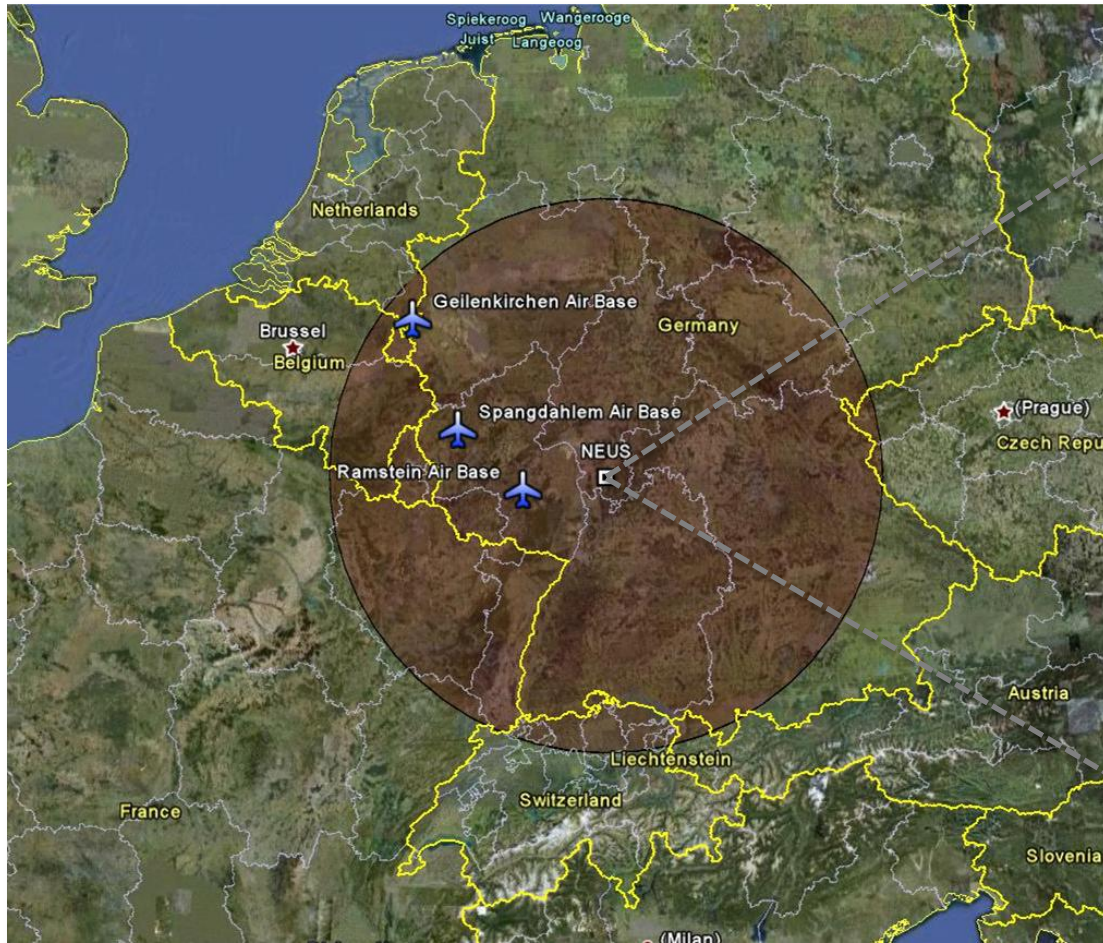 Spiekeroog Wangerooge
Juist Langeoog
Netherlands
Geilenkirchen Air Base
Germany
Brussel
Belgium
Spangdahlem Air Base
(Prague)
Czech Repu
NEUS
Ramstein Air Base
Austria
Liechtenstein
Switzerland
France
Slovenia
(Milan)